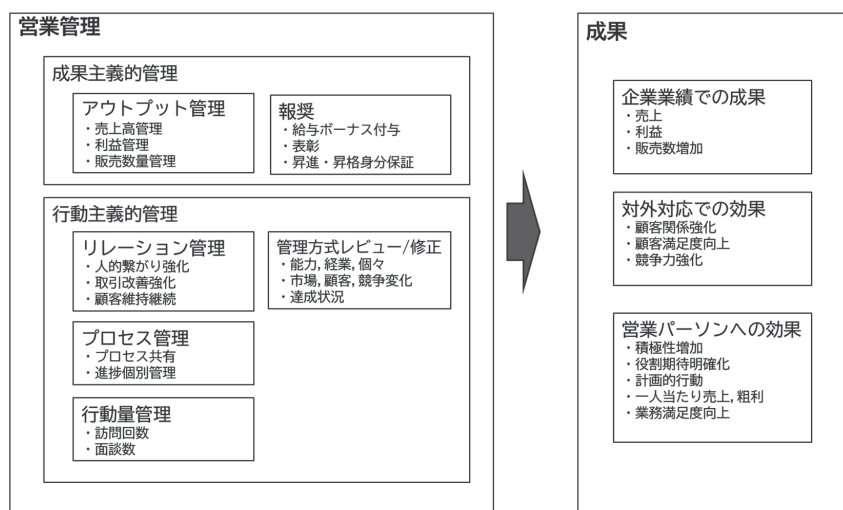 営業管理
成果主義的管理
アウトプット管理
・売上高管理
・利益管理
・販売数量管理
報奨
・給与ボーナス付与
・表彰
・昇進・昇格身分保証
行動主義的管理
リレーション管理
・人的繋がり強化
・取引改善強化
・顧客維持継続
管理方式レビュー/修正
・能力, 経業, 個々
・市場, 顧客, 競争変化
・達成状況
プロセス管理
・プロセス共有
・進捗個別管理
行動量管理
・訪問回数
・面談数
成果
企業業績での成果
・売上
・利益
・販売数増加
対外対応での効果
・顧客関係強化
・顧客満足度向上
・競争力強化
営業パーソンへの効果
・積極性増加
・役割期待明確化
・計画的行動
・一人当たり売上, 粗利
・業務満足度向上